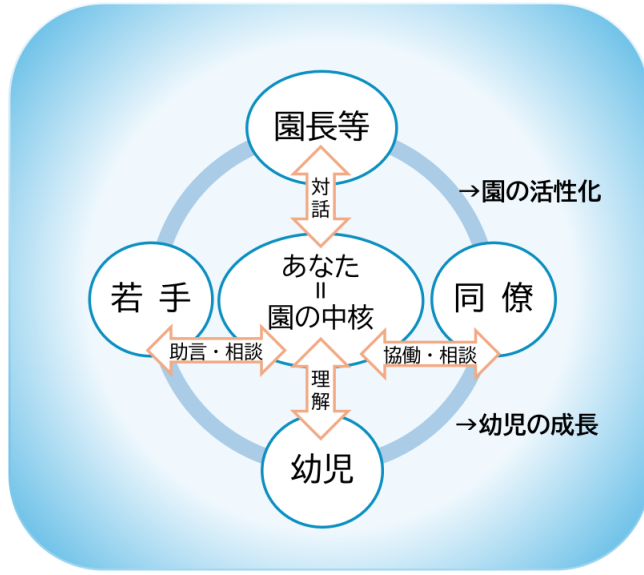 園長等
対話
→園の活性化
あなた
=
園の中核
若手
同僚
助言・相談
協働・相談
理解
→幼児の成長
幼児